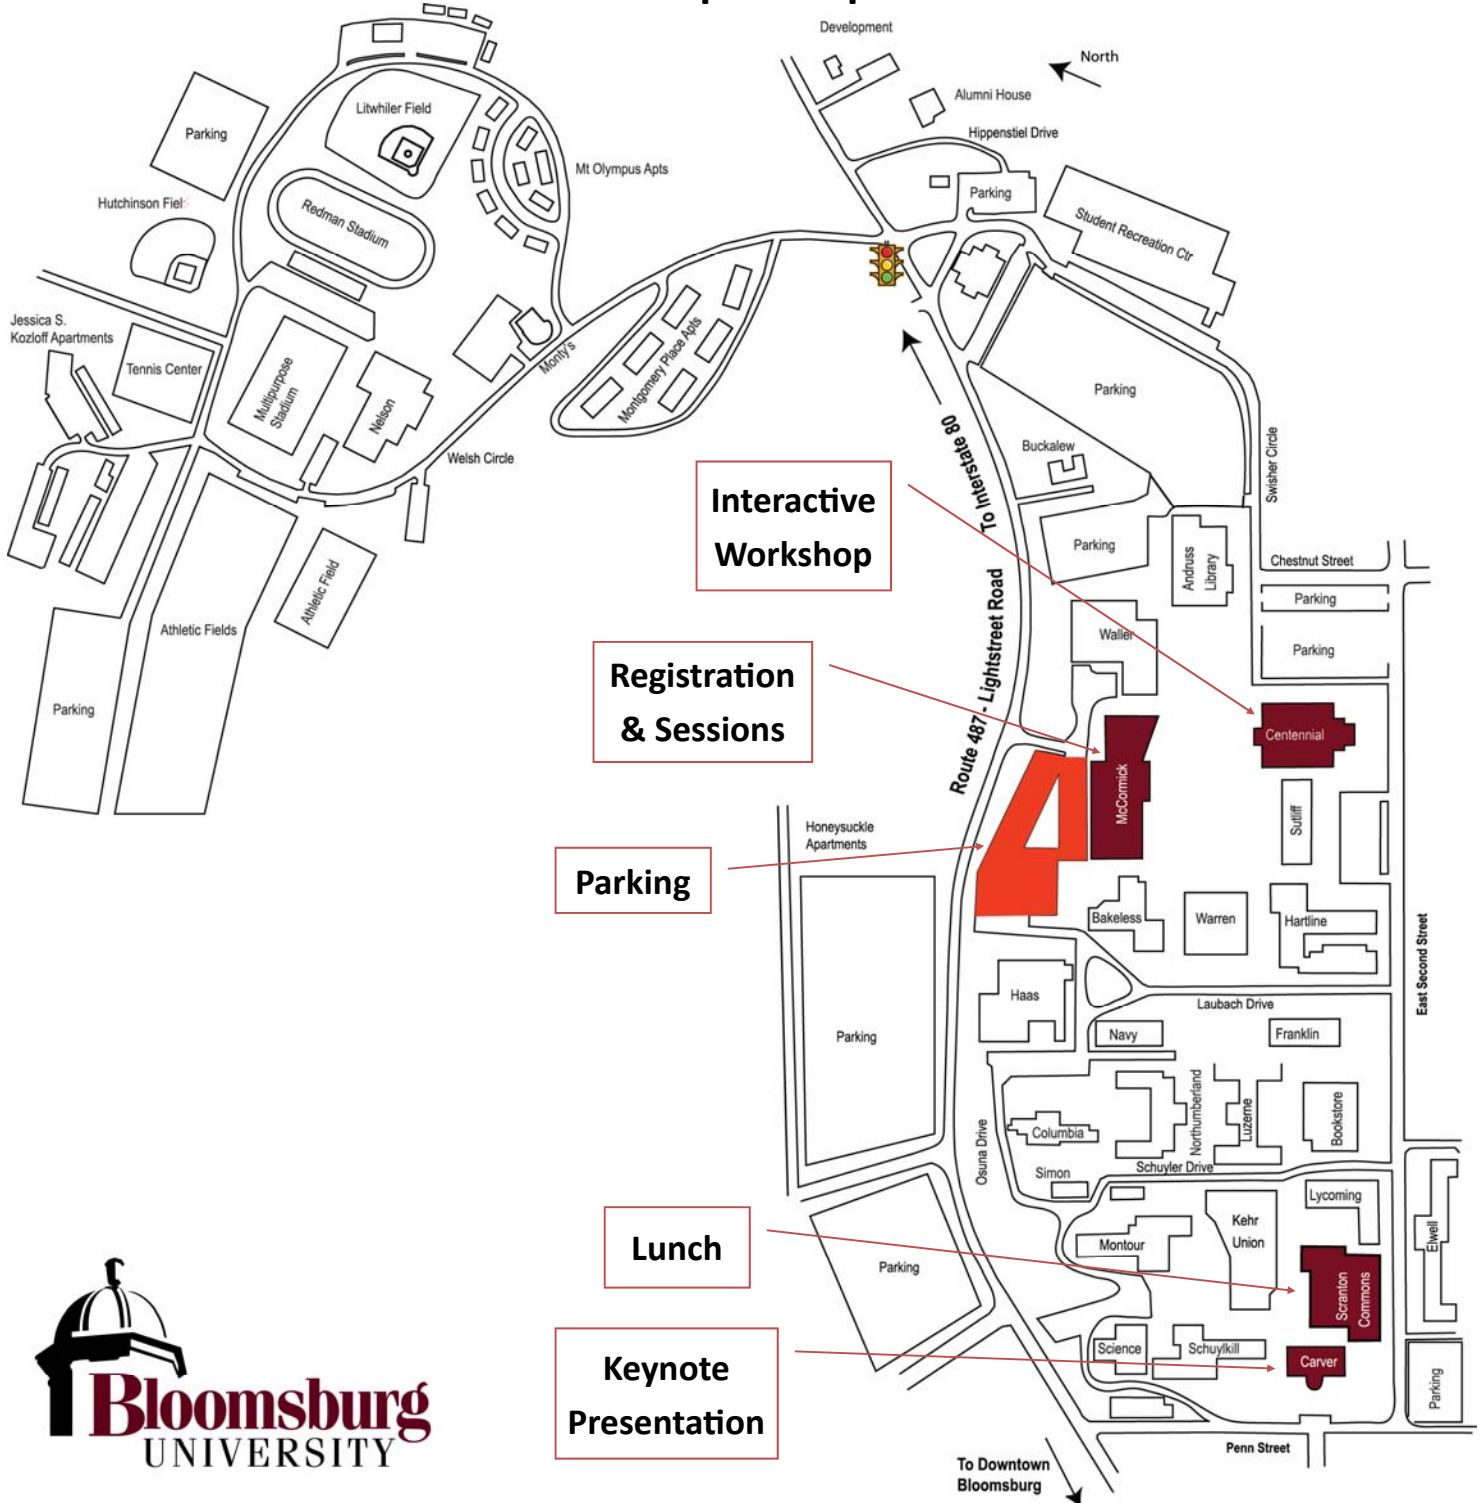 Development
North
Alumni House
Hippenstiel Drive
Parking
Student Recreation Ctr
Litwhiler Field
Parking
Mt Olympus Apts
Hutchinson Fiel
Redman Stadium
Jessica S.
Kozloff Apartments
Tennis Center
Multipurpose
Stadium
Nelson
Monty's
Montgomery Place Apts
Welsh Circle
To Interstate 80
Parking
Buckalew
Swisher Circle
Interactive
Workshop
Parking
Andruss
Library
Chestnut Street
Parking
Athletic Field
Athletic Fields
Parking
Waller
Parking
Registration
& Sessions
Route 487 - Lightstreet Road
Centennial
McCormick
Sutliff
Honeysuckle
Apartments
Parking
Bakeless
Warren
Hartline
East Second Street
Haas
Laubach Drive
Parking
Navy
Franklin
Northumberland
Luzerne
Bookstore
Columbia
Osuna Drive
Simon
Schuyler Drive
Lycoming
Kehr
Union
Montour
Elwell
Lunch
Parking
Scranton
Commons
Science
Schuylkill
Carver
Parking
Keynote
Presentation
Penn Street
To Downtown
Bloomsburg
Bloomsburg
UNIVERSITY